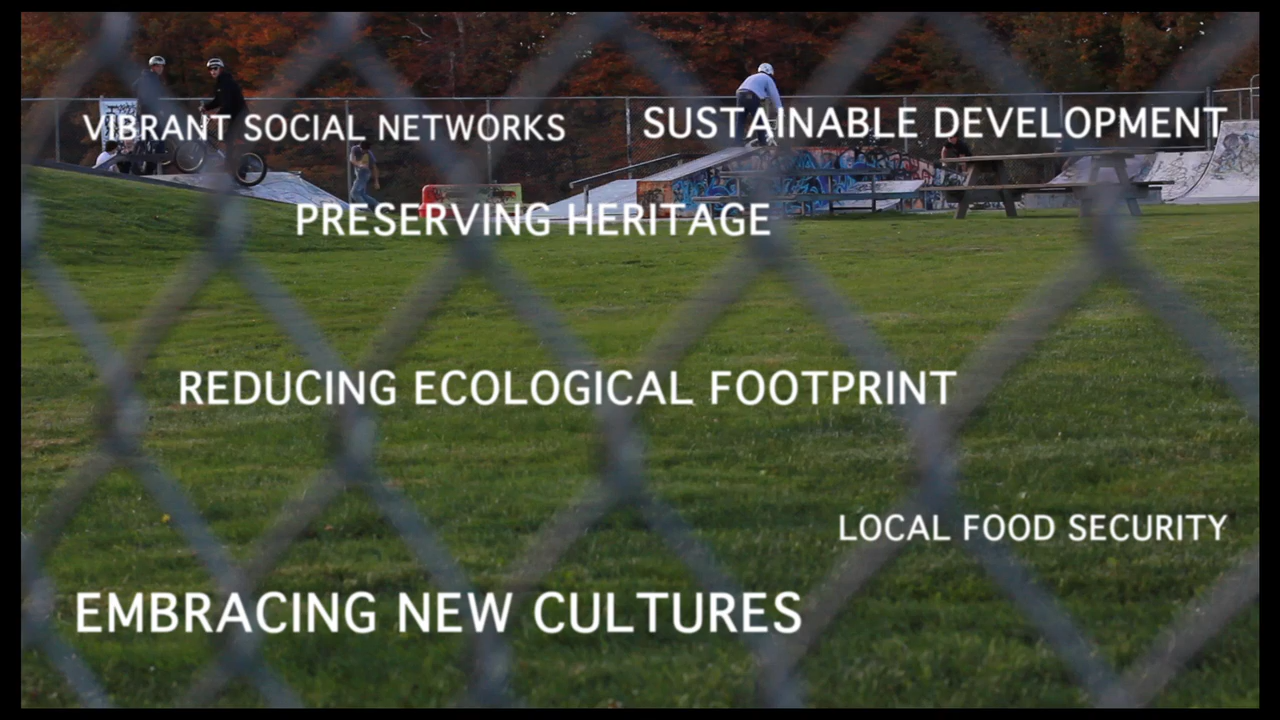 VIBRANT SOCIAL NETWORKS
SUSTAINABLE DEVELOPMENT
PRESERVING HERITAGE
REDUCING ECOLOGICAL FOOTPRINT
LOCAL FOOD SECURITY
EMBRACING NEW CULTURES